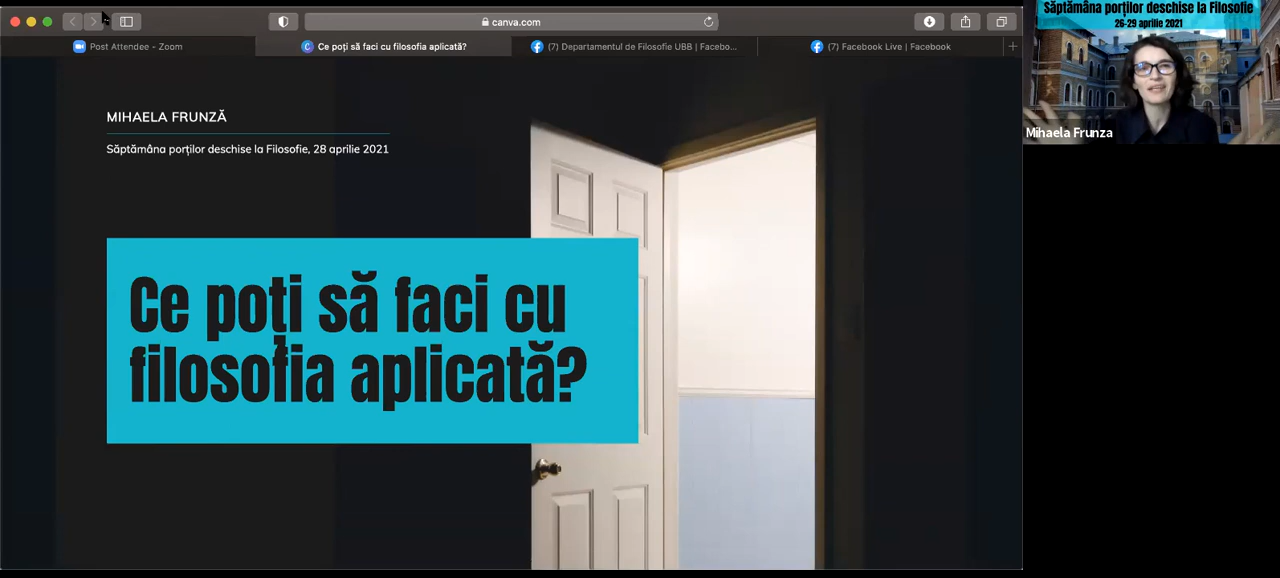 canva.com
Post Attendee - Zoom
Ce poți să faci cu filosofia aplicată?
(7) Departamentul de Filosofie UBB | Facebo...
(7) Facebook Live | Facebook
MIHAELA FRUNZĂ
Săptămâna porților deschise la Filosofie, 28 aprilie 2021
Ce poți să faci cu
filosofia aplicată?
Săptămâna porților deschise la Filosofie
26-29 aprilie 2021
Mihaela Frunza